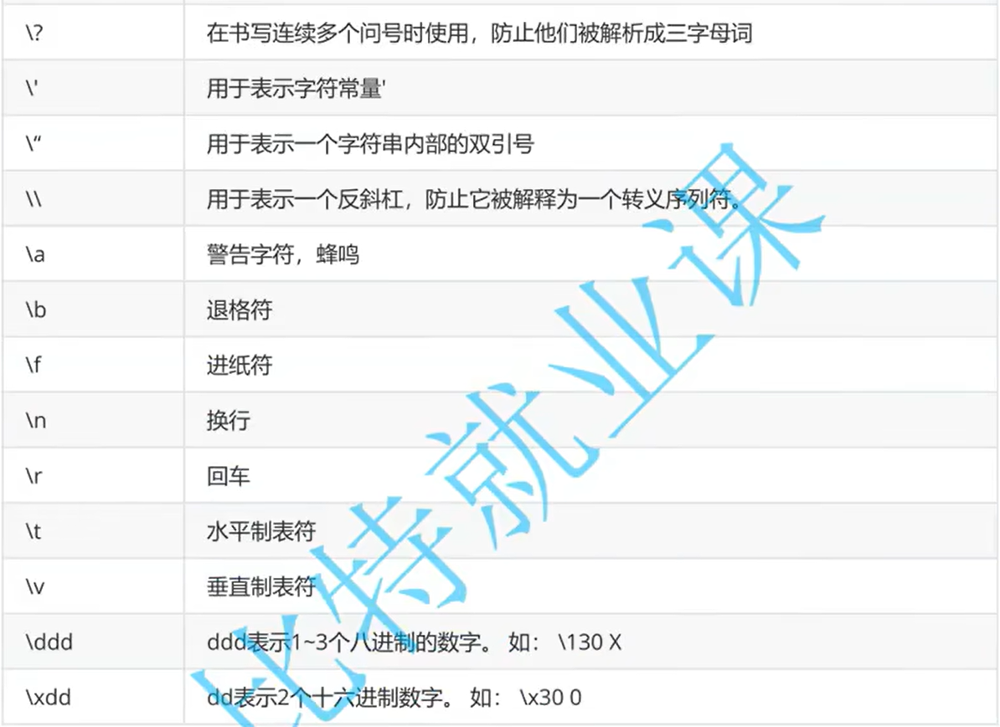 \? 在书写连续多个问号时使用，防止他们被解析成三字母词
\' 用于表示字符常量'
\“ 用于表示一个字符串内部的双引号
\\ 用于表示一个反斜杠，防止它被解释为一个转义序列符。
\a 警告字符，蜂鸣
\b 退格符
\f 进纸符
\n 换行
\r 回车
\t 水平制表符
\v 垂直制表符
\ddd ddd表示1~3个八进制的数字。 如： \130 X
\xdd dd表示2个十六进制数字。 如： \x30 0
比特就业课